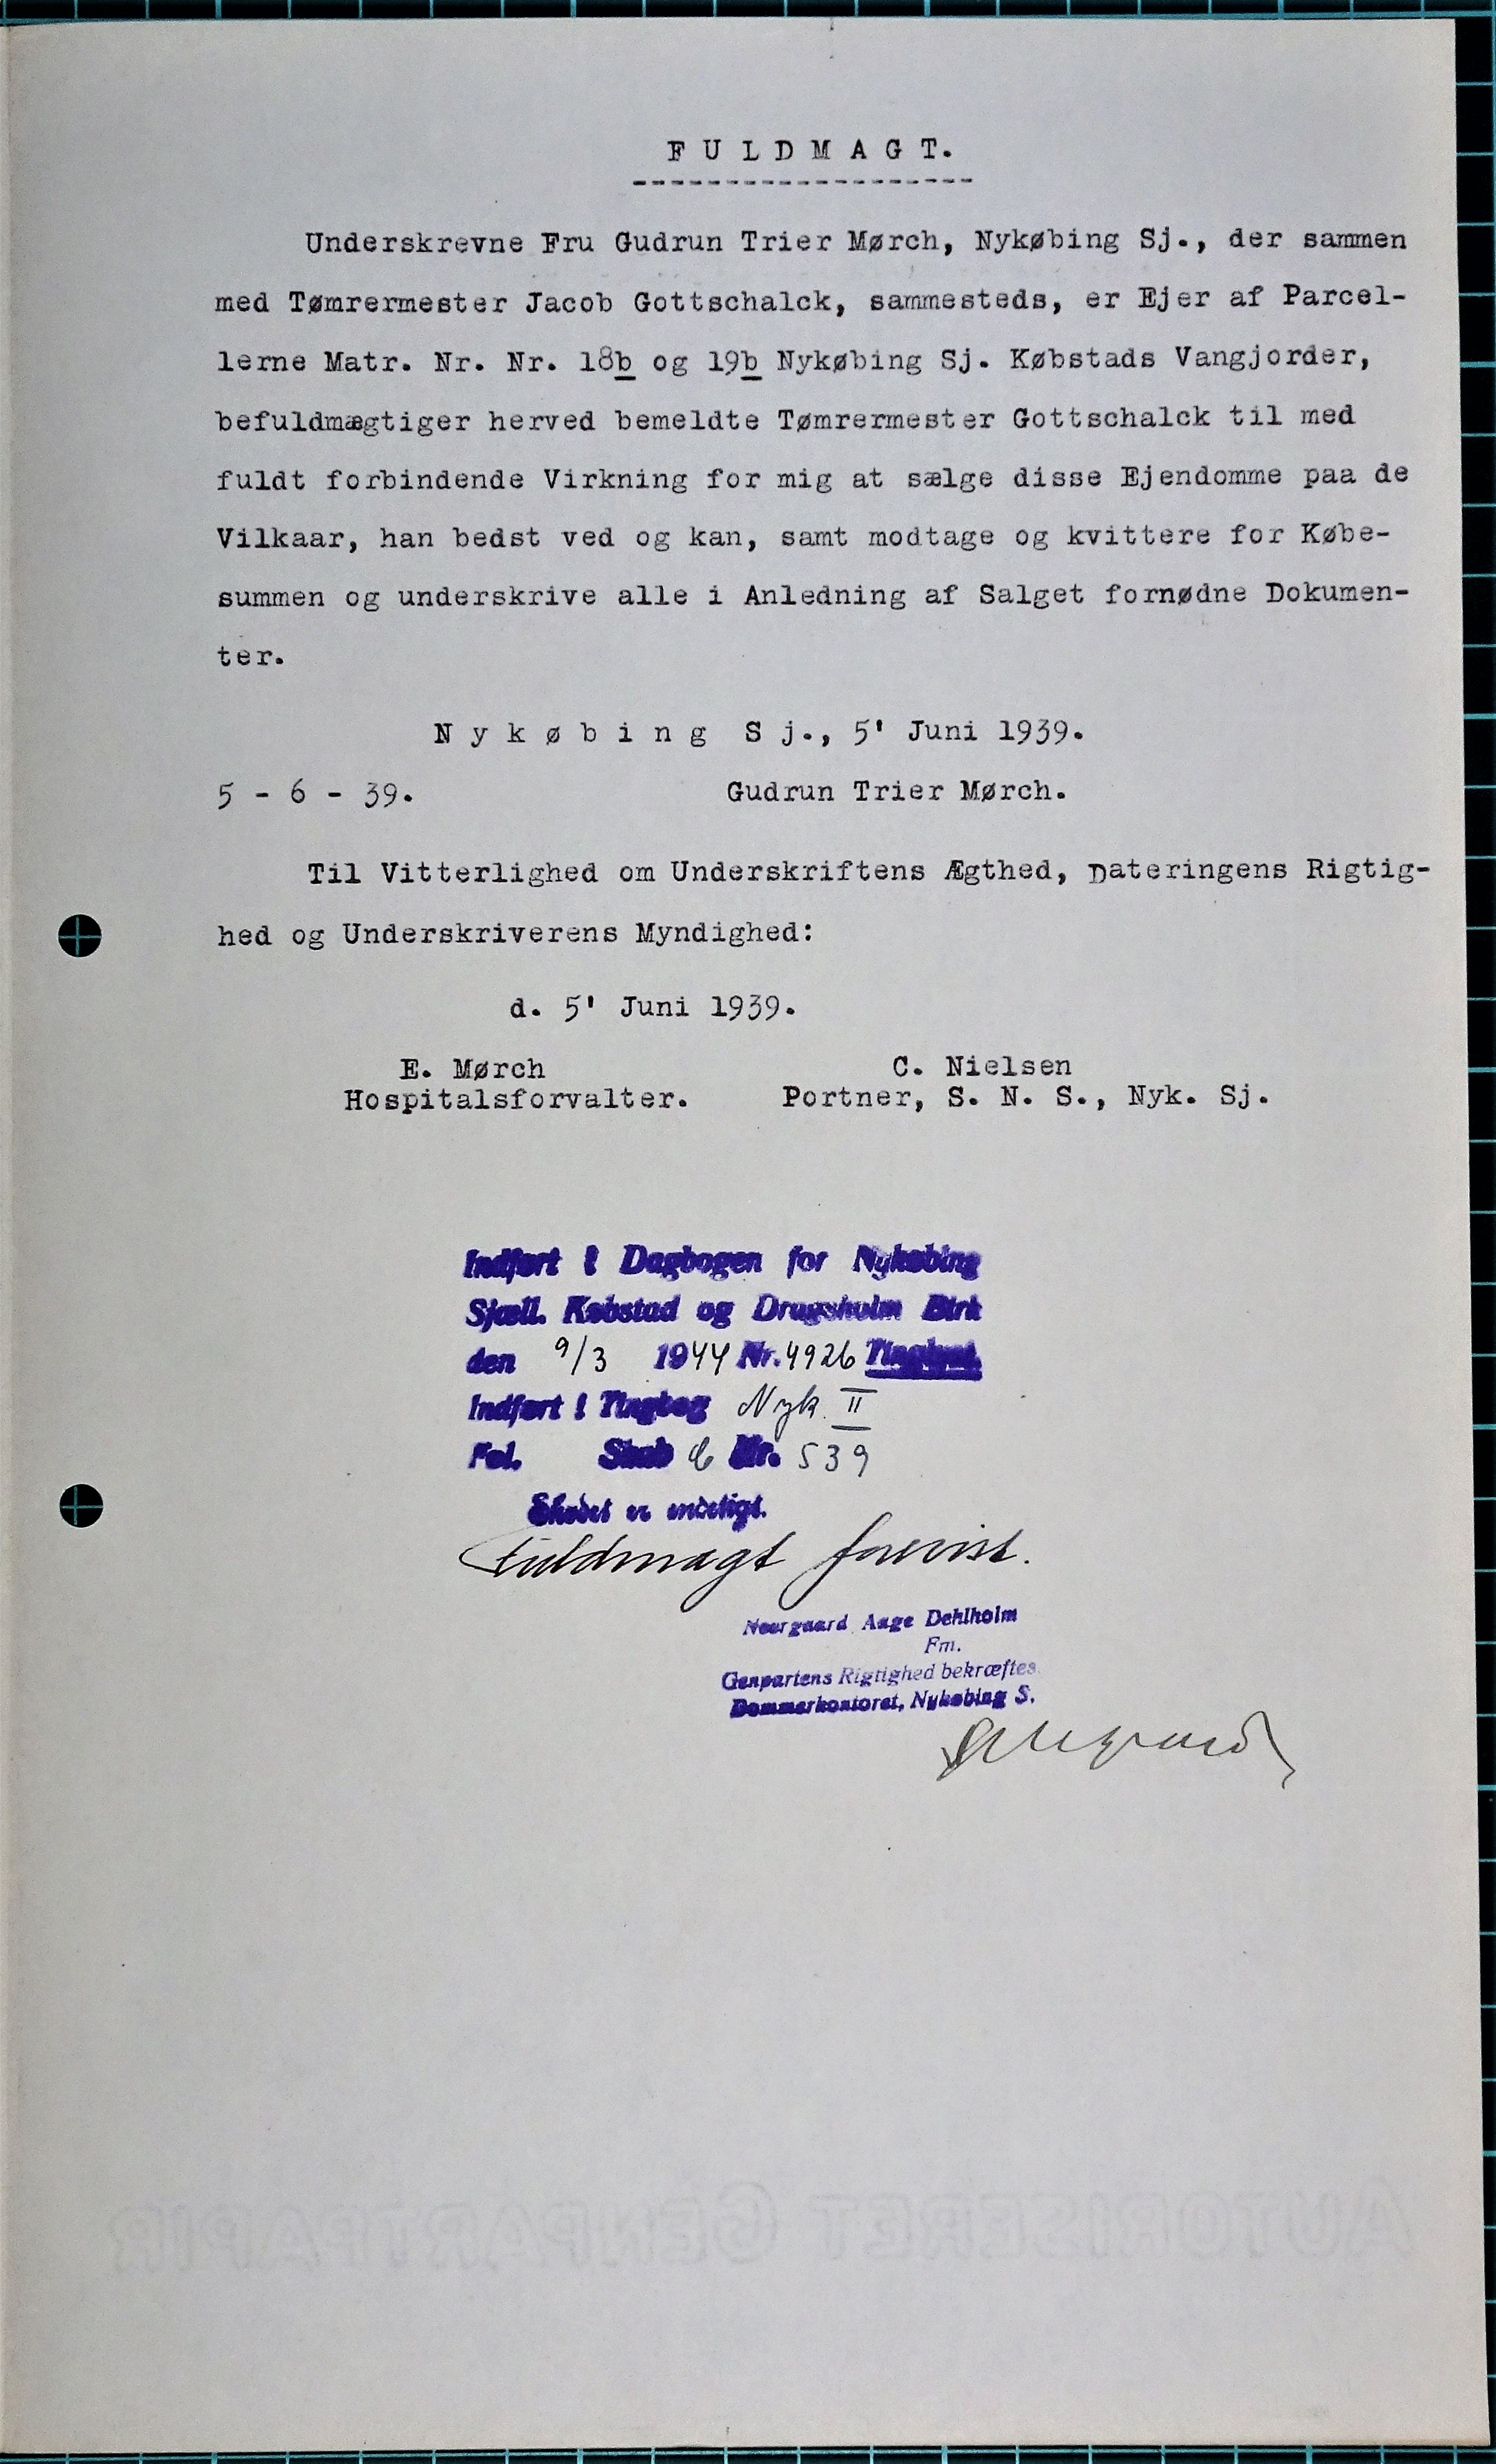 FULDMAGT.
Underskrevne Fru Gudrun Trier Mørch, Nykøbing Sj., der sammen
med Tømrermester Jacob Gottschalck, sammesteds, er Ejer af Parcel-
lerne Matr. Nr. Nr. 18b og 19b Nykøbing Sj. Købstads Vangjorder,
befuldmægtiger herved bemeldte Tømrermester Gottschalck til med
fuldt forbindende Virkning for mig at sælge disse Ejendomme paa de
Vilkaar, han bedst ved og kan, samt modtage og kvittere for Købe-
summen og underskrive alle i Anledning af Salget fornødne Dokumen-
ter.
Nykøbing Sj., 5' Juni 1939.
5 - 6 - 39. Gudrun Trier Mørch.
Til Vitterlighed om Underskriftens Ægthed, Dateringens Rigtig-
hed og Underskriverens Myndighed:
d. 5' Juni 1939.
E. Mørch C. Nielsen
Hospitalsforvalter. Portner, S. N. S., Nyk. Sj.
Indført i Dagbogen for Nykøbing
Sjæll. Købstad og Dragsholm Birk
den 9/3 1944 Nr. 4926 Tinglyst.
Indført i Tingbog Nyk. II
Fol. Skab C Nr. 539
Skødet er endeligt.
Fuldmagt forevist.
Neergaard Aage Dehlholm
Fm.
Genpartens Rigtighed bekræftes
Dommerkontoret, Nykøbing S.
AUTORISERET GENPARTPAPIR